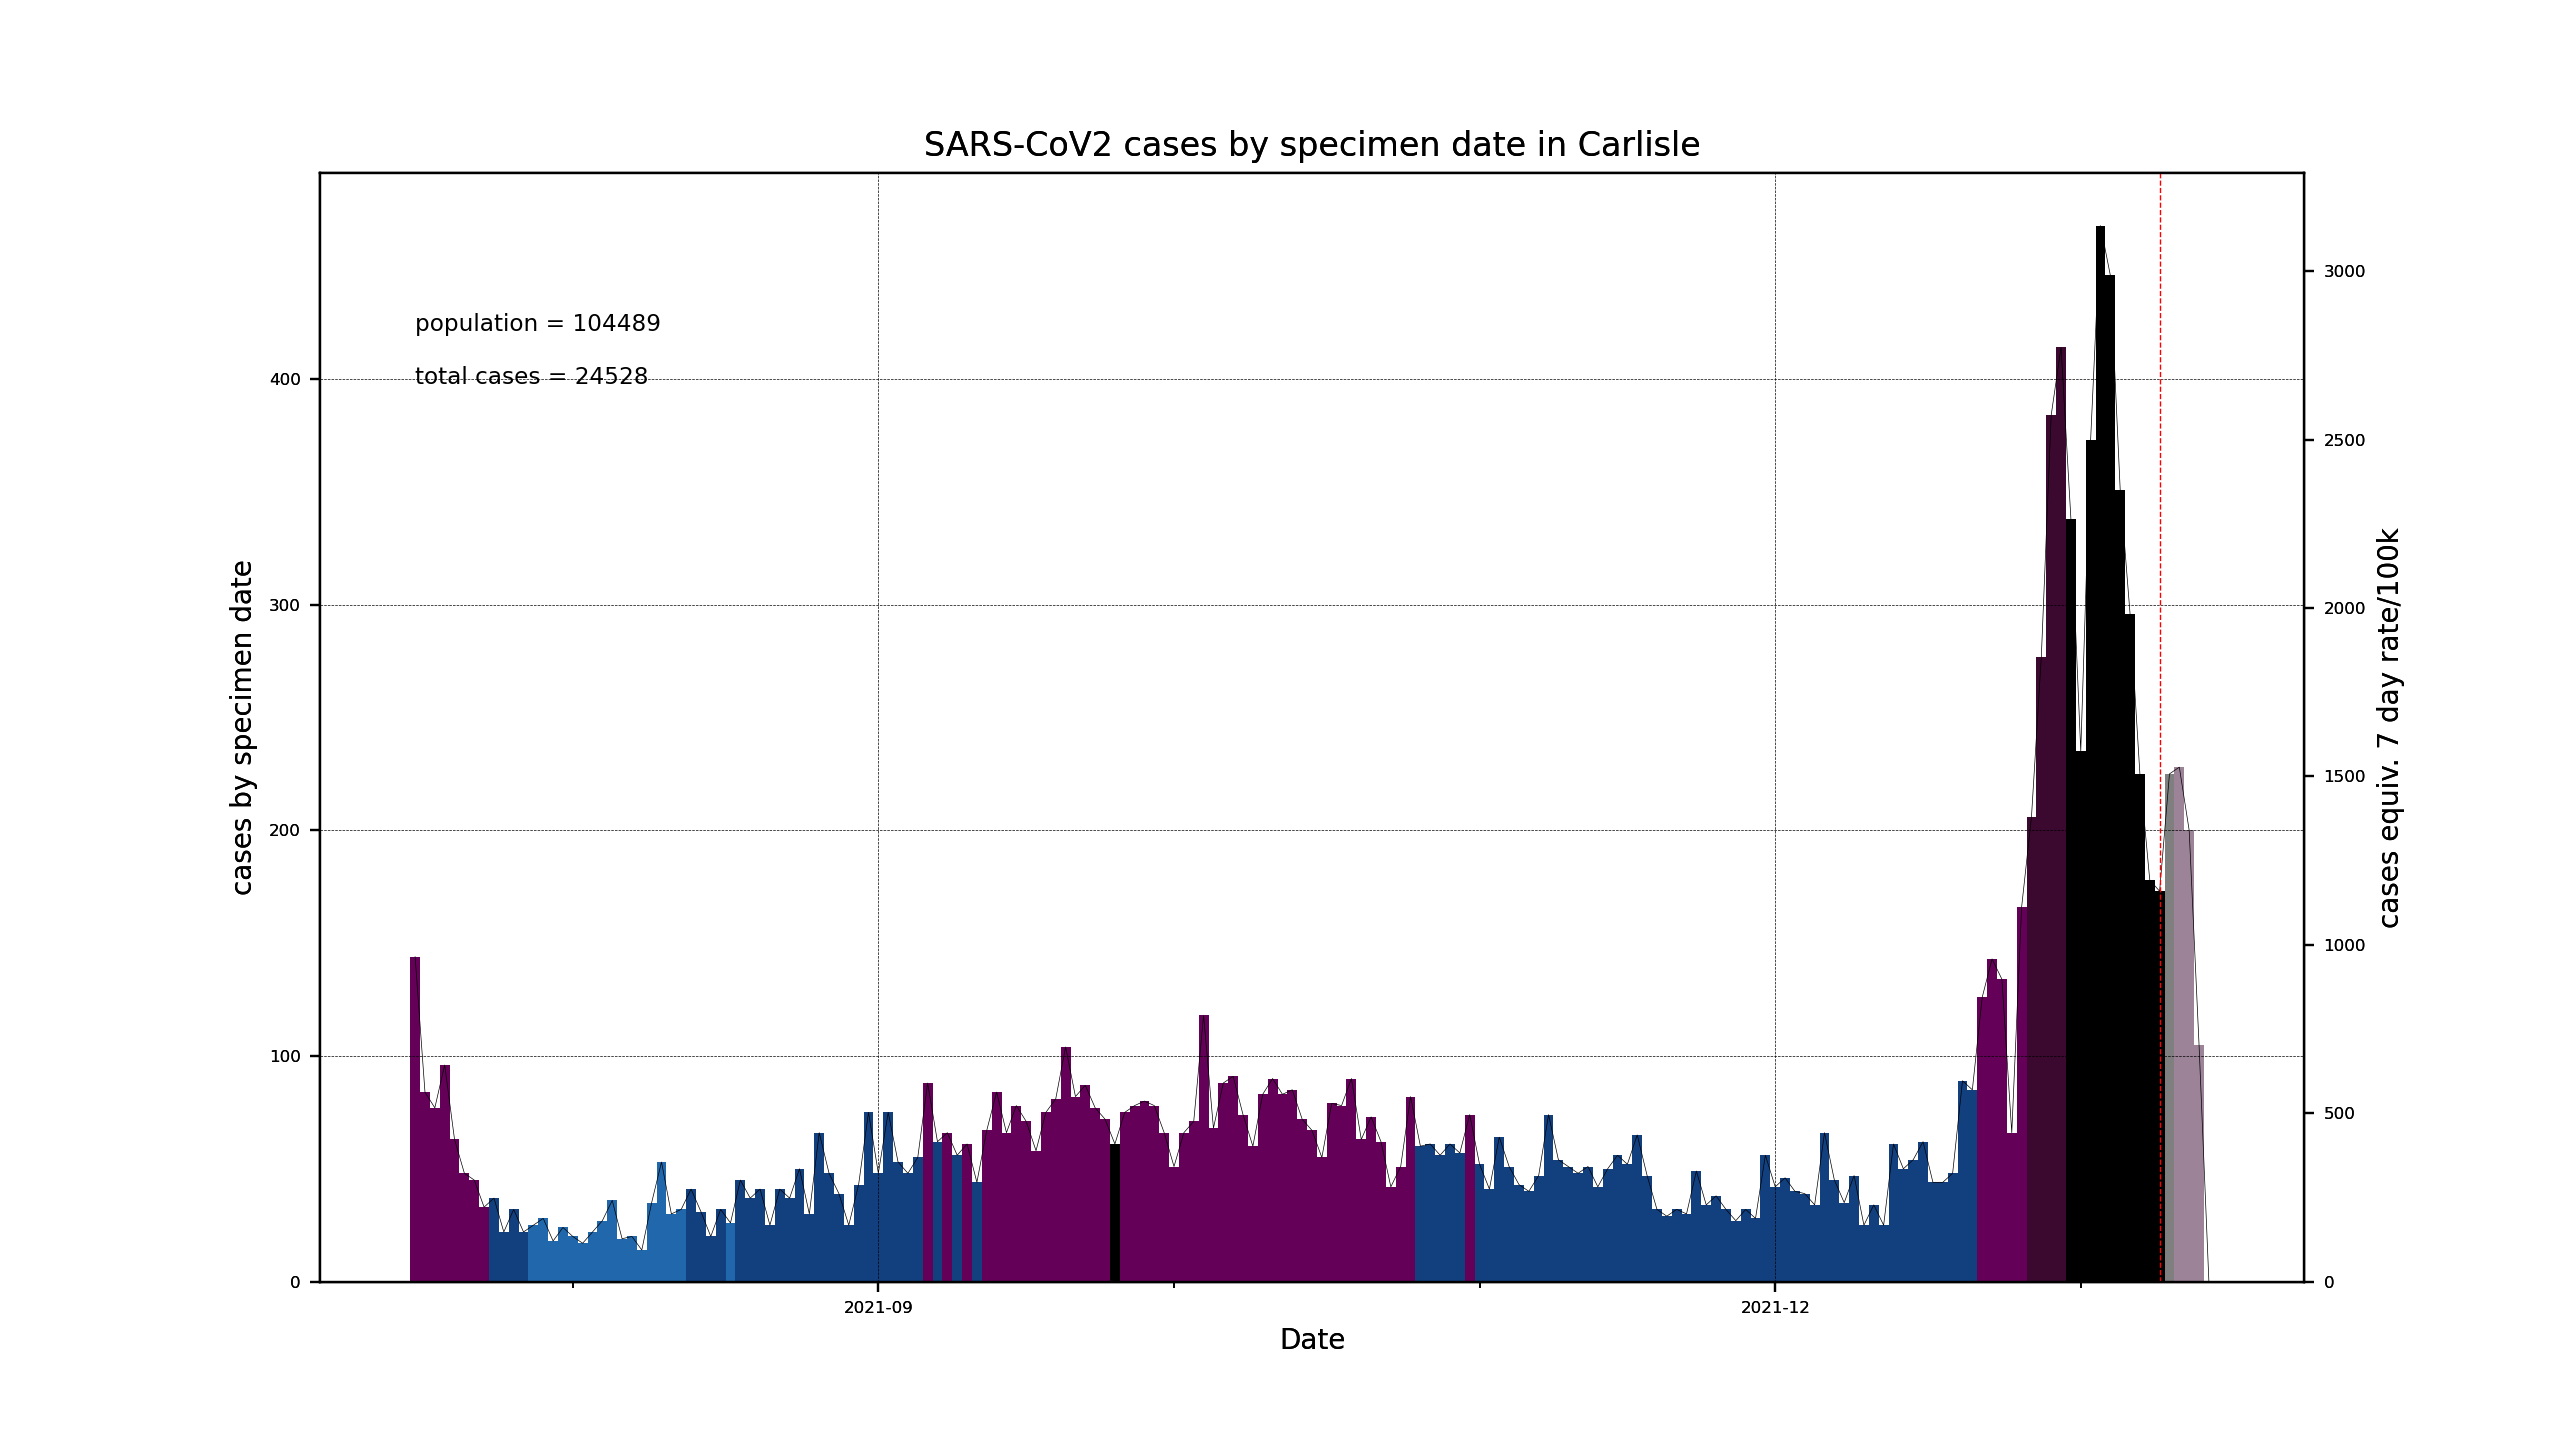 SARS-CoV2 cases by specimen date in Carlisle
population = 104489
total cases = 24528
cases by specimen date
400
300
200
100
0
3000
2500
2000
1500
1000
500
0
cases equiv. 7 day rate/100k
2021-09
2021-12
Date